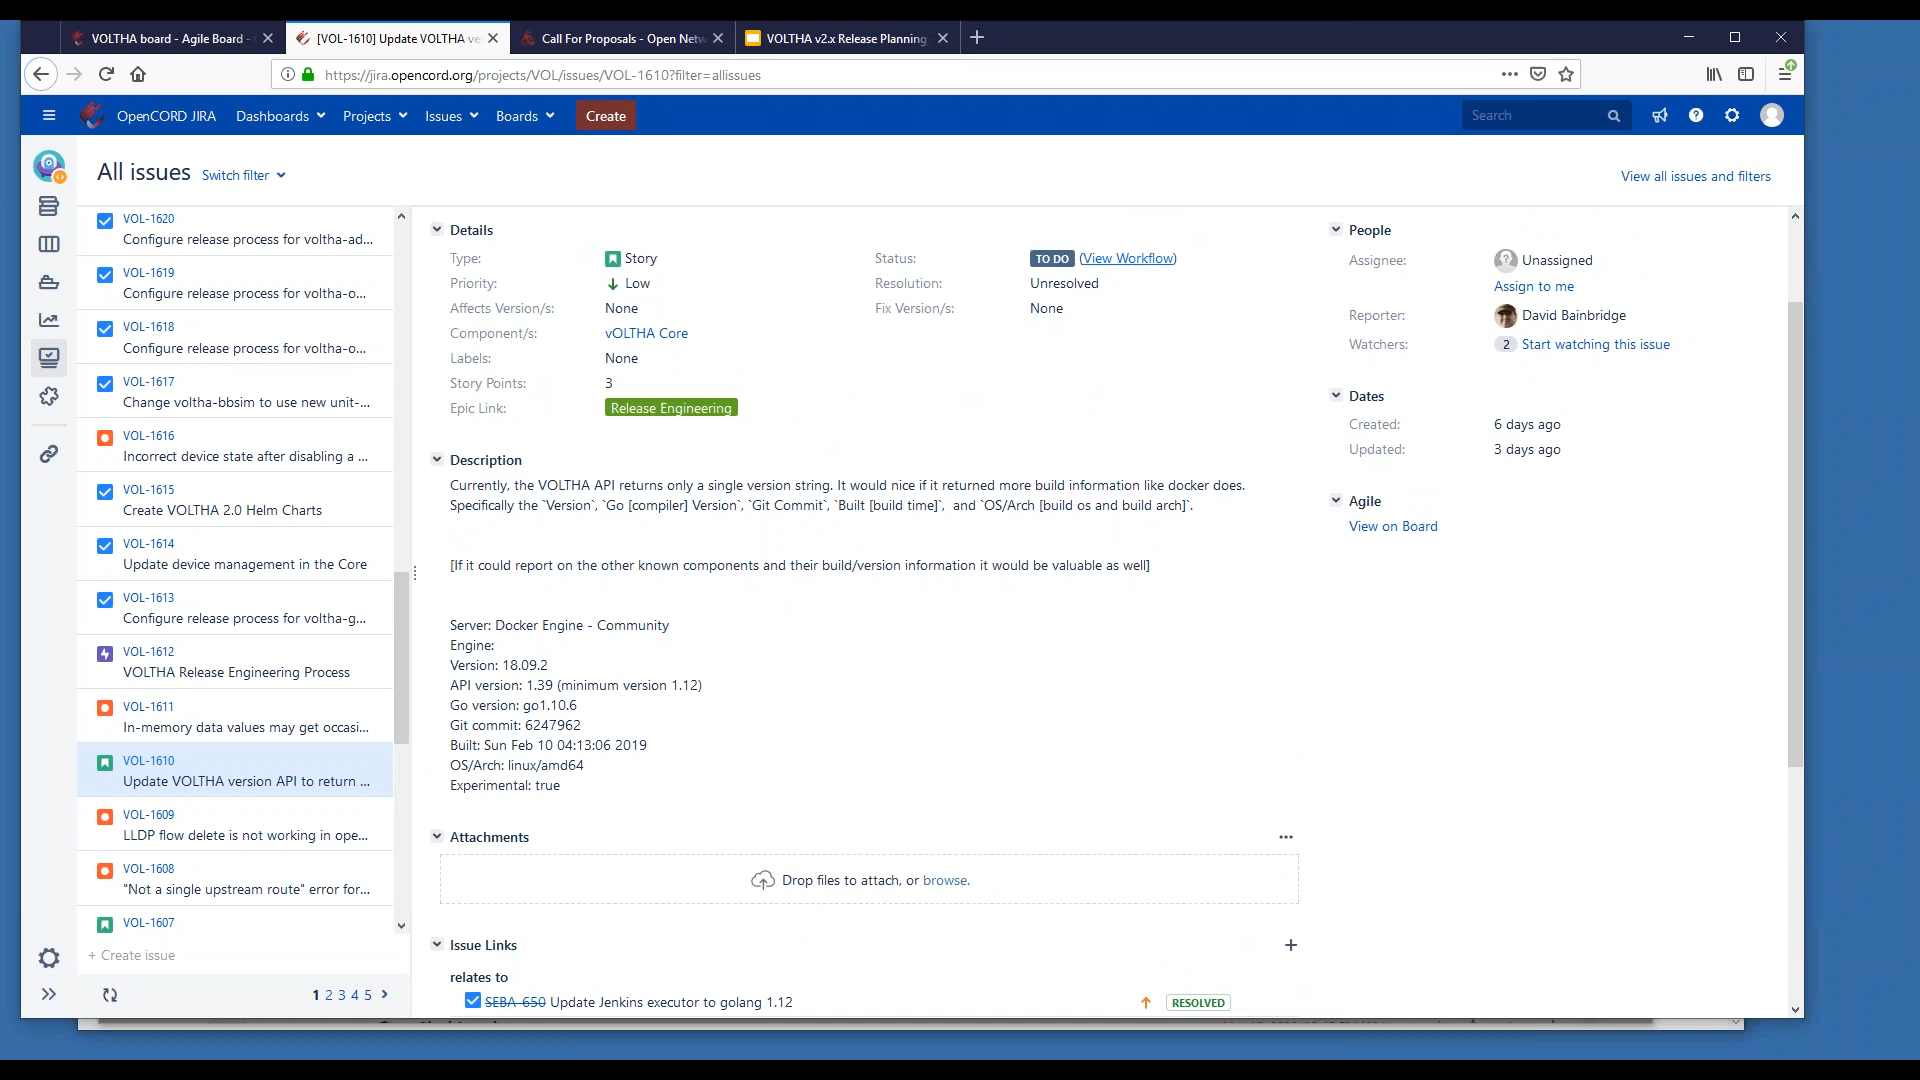 VOLTHA board - Agile Board -
[VOL-1610] Update VOLTHA ve
Call For Proposals - Open Netw
VOLTHA v2.x Release Planning
https://jira.opencord.org/projects/VOL/issues/VOL-1610?filter=allissues
OpenCORD JIRA Dashboards Projects Issues Boards Create Search
All issues Switch filter
View all issues and filters
VOL-1620
Configure release process for voltha-ad...
VOL-1619
Configure release process for voltha-o...
VOL-1618
Configure release process for voltha-o...
VOL-1617
Change voltha-bbsim to use new unit-...
VOL-1616
Incorrect device state after disabling a ...
VOL-1615
Create VOLTHA 2.0 Helm Charts
VOL-1614
Update device management in the Core
VOL-1613
Configure release process for voltha-g...
VOL-1612
VOLTHA Release Engineering Process
VOL-1611
In-memory data values may get occasi...
VOL-1610
Update VOLTHA version API to return ...
VOL-1609
LLDP flow delete is not working in ope...
VOL-1608
"Not a single upstream route" error for...
VOL-1607
+ Create issue
1 2 3 4 5
Details
Type: Story
Status: TO DO (View Workflow)
Priority: Low
Resolution: Unresolved
Affects Version/s: None
Fix Version/s: None
Component/s: vOLTHA Core
Labels: None
Story Points: 3
Epic Link: Release Engineering
Description
Currently, the VOLTHA API returns only a single version string. It would nice if it returned more build information like docker does.
Specifically the `Version`, `Go [compiler] Version`, `Git Commit`, `Built [build time]`, and `OS/Arch [build os and build arch]`.
[If it could report on the other known components and their build/version information it would be valuable as well]
Server: Docker Engine - Community
Engine:
Version: 18.09.2
API version: 1.39 (minimum version 1.12)
Go version: go1.10.6
Git commit: 6247962
Built: Sun Feb 10 04:13:06 2019
OS/Arch: linux/amd64
Experimental: true
Attachments
Drop files to attach, or browse.
Issue Links
relates to
SEBA-650 Update Jenkins executor to golang 1.12 RESOLVED
People
Assignee: Unassigned
Assign to me
Reporter: David Bainbridge
Watchers: 2 Start watching this issue
Dates
Created: 6 days ago
Updated: 3 days ago
Agile
View on Board